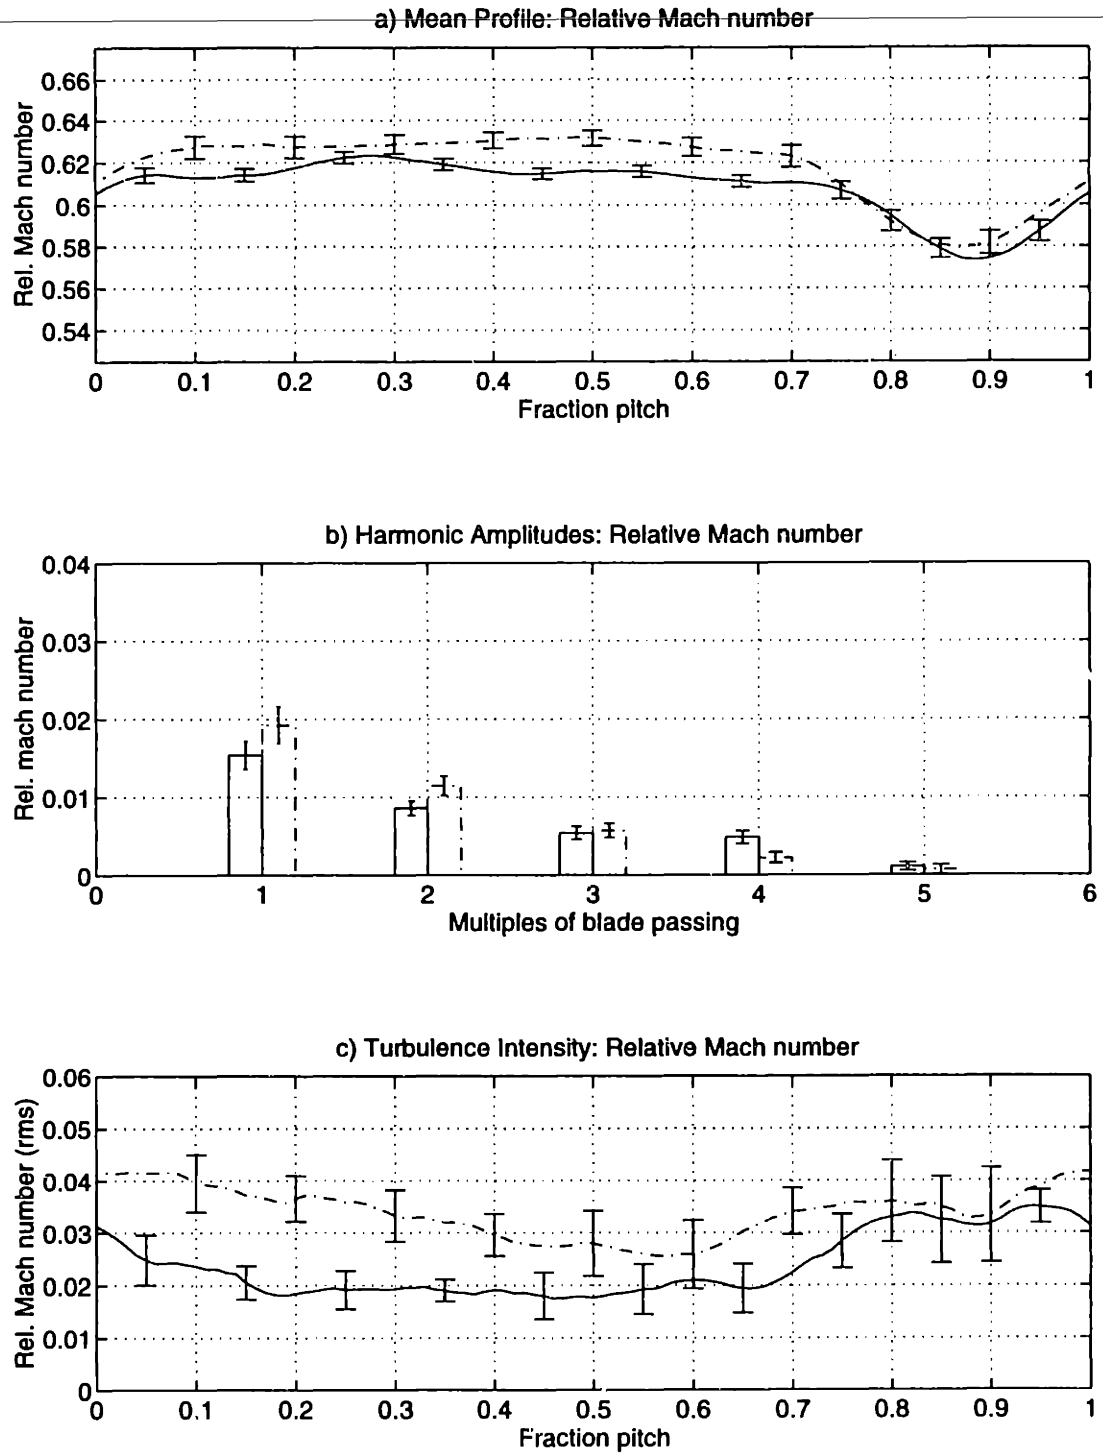 a) Mean Profile: Relative Mach number
Rel. Mach number
0.66
0.64
0.62
0.6
0.58
0.56
0.54
0 0.1 0.2 0.3 0.4 0.5 0.6 0.7 0.8 0.9 1
Fraction pitch
b) Harmonic Amplitudes: Relative Mach number
Rel. mach number
0.04
0.03
0.02
0.01
0
0 1 2 3 4 5 6
Multiples of blade passing
c) Turbulence Intensity: Relative Mach number
Rel. Mach number (rms)
0.06
0.05
0.04
0.03
0.02
0.01
0
0 0.1 0.2 0.3 0.4 0.5 0.6 0.7 0.8 0.9 1
Fraction pitch